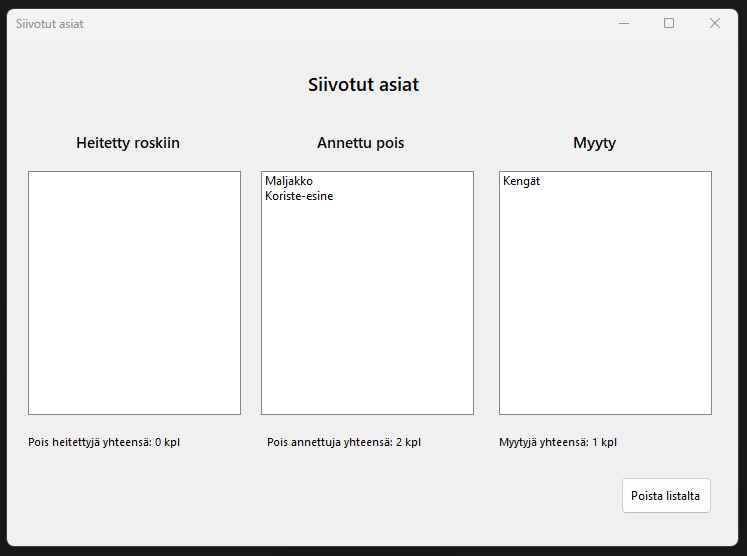 Siivotut asiat
Siivotut asiat
Heitetty roskiin
Annettu pois
Myyty
Maljakko
Koriste-esine
Kengät
Pois heitettyjä yhteensä: 0 kpl
Pois annettuja yhteensä: 2 kpl
Myytyjä yhteensä: 1 kpl
Poista listalta